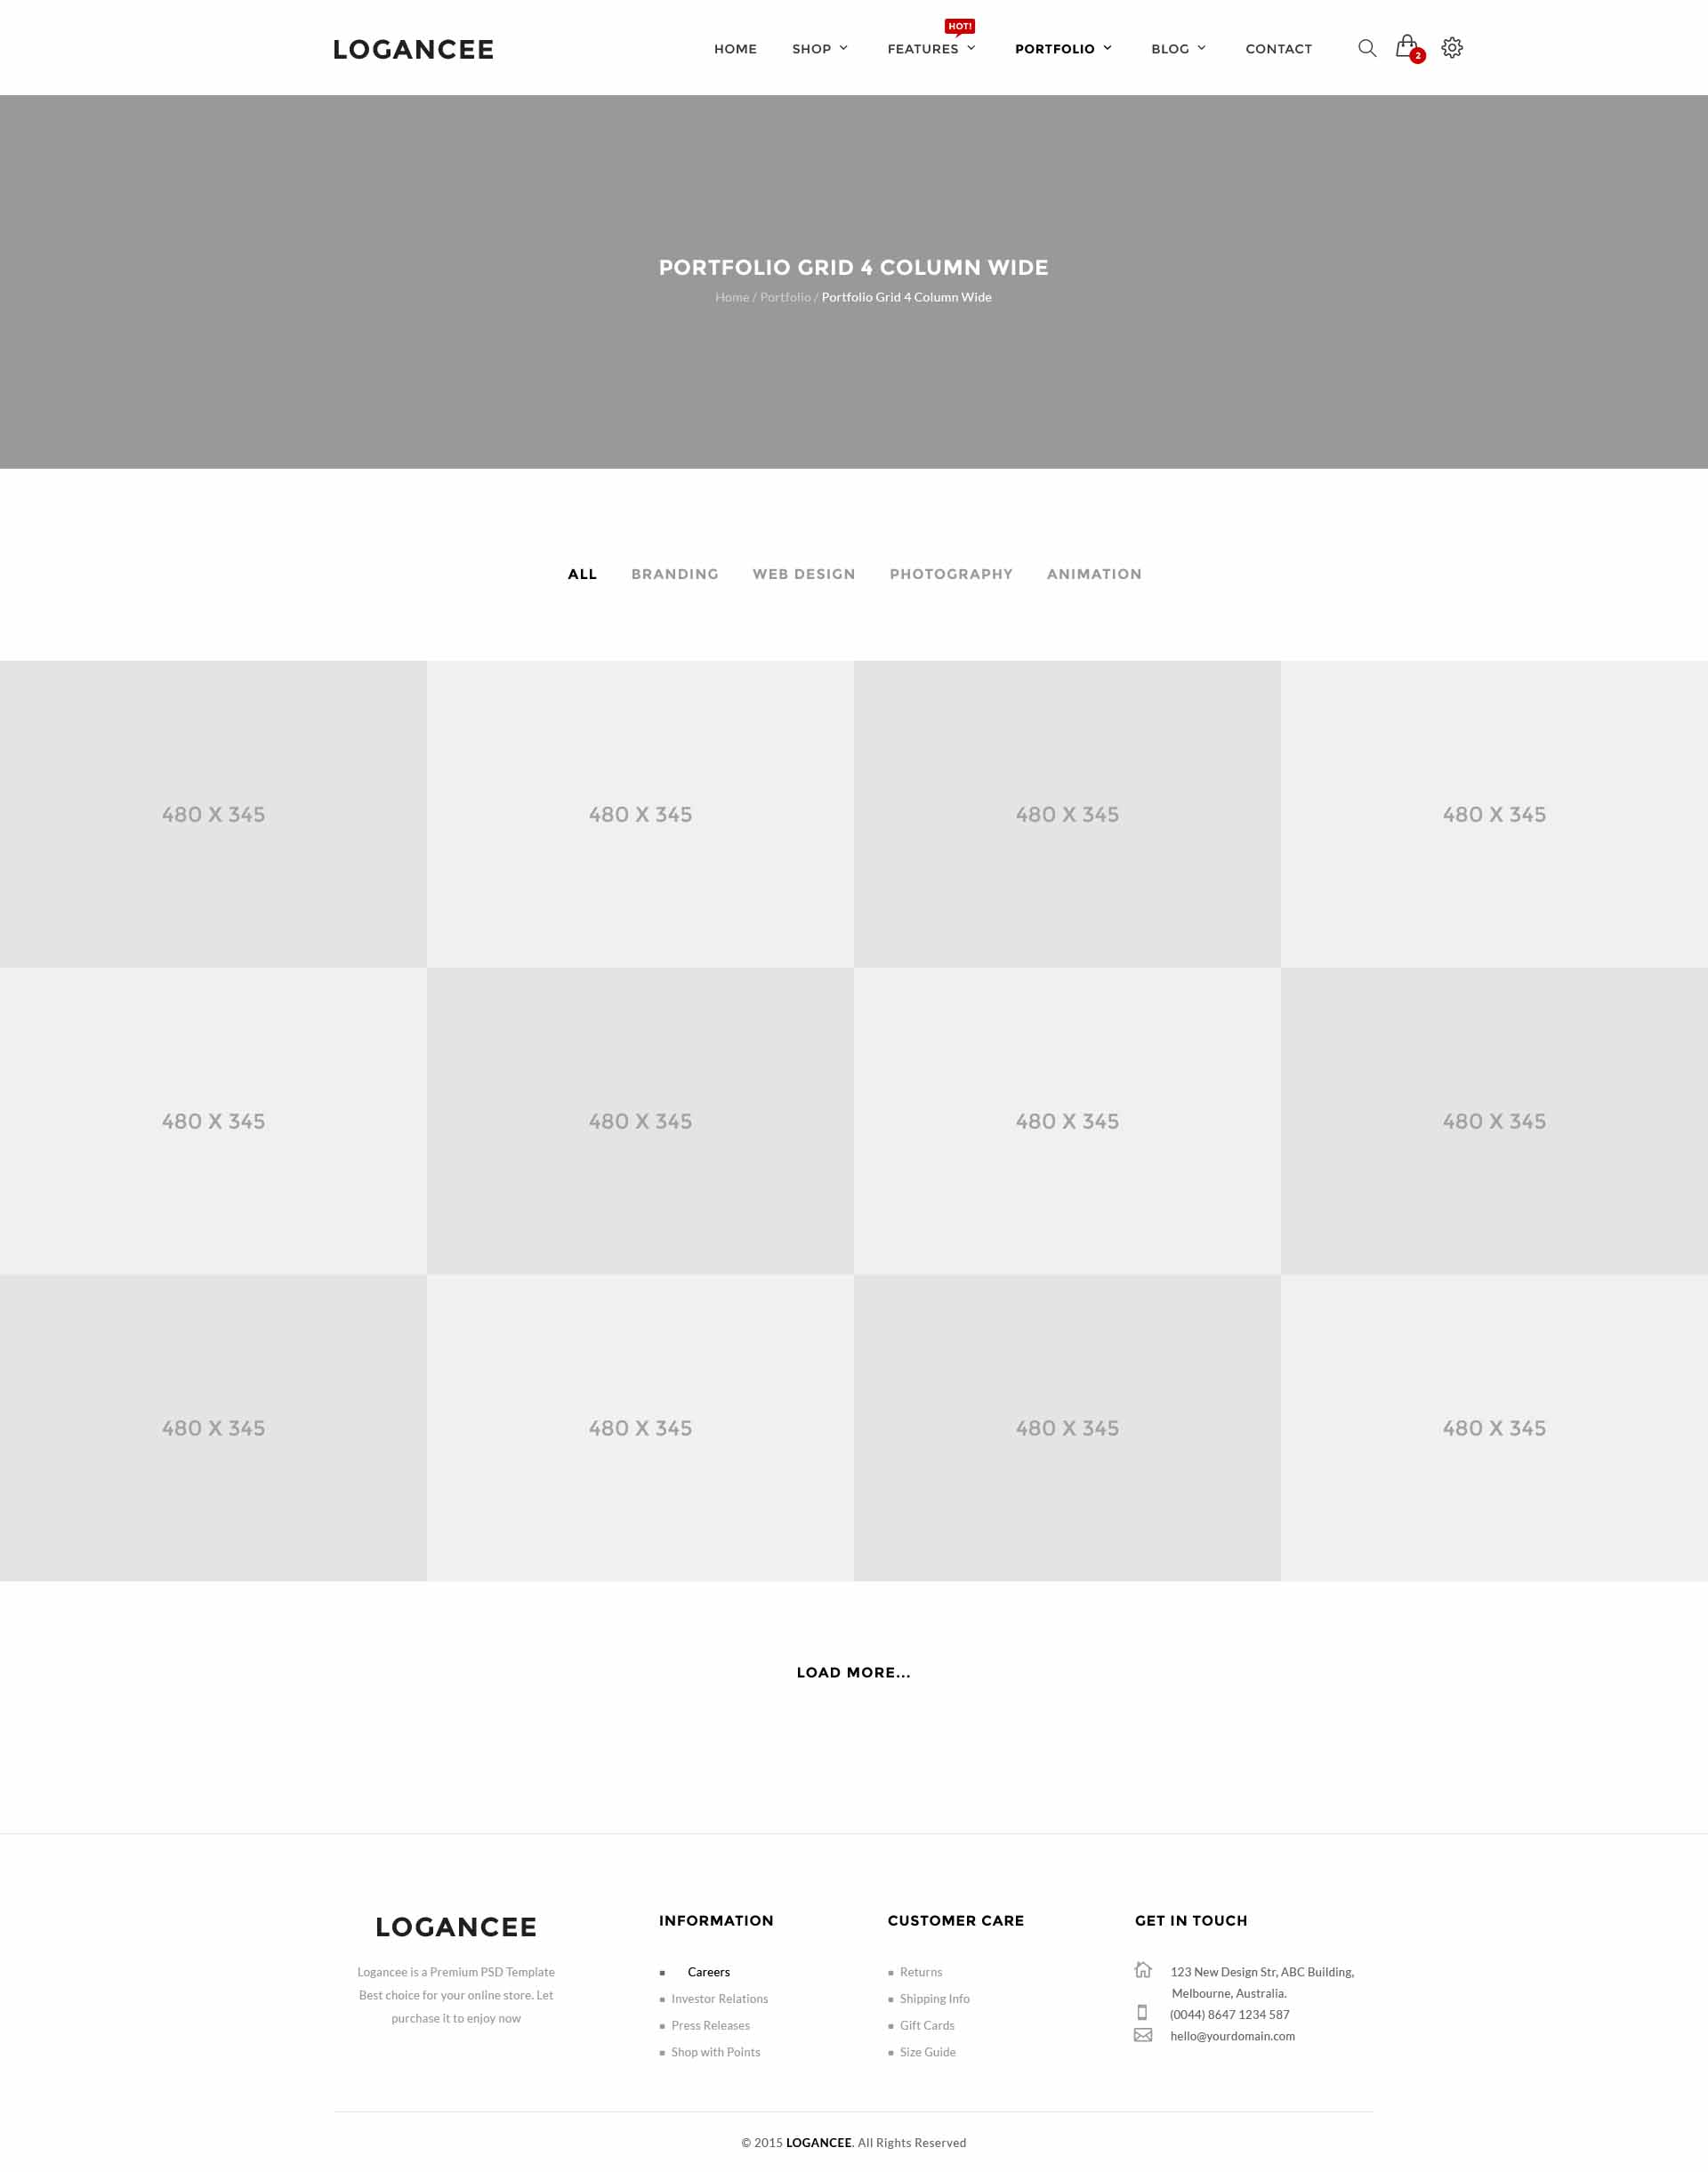 HOT!
LOGANCEE HOME SHOP FEATURES PORTFOLIO BLOG CONTACT 2
PORTFOLIO GRID 4 COLUMN WIDE
Home / Portfolio / Portfolio Grid 4 Column Wide
ALL BRANDING WEB DESIGN PHOTOGRAPHY ANIMATION
480 X 345 480 X 345 480 X 345 480 X 345
480 X 345 480 X 345 480 X 345 480 X 345
480 X 345 480 X 345 480 X 345 480 X 345
LOAD MORE...
LOGANCEE
Logancee is a Premium PSD Template
Best choice for your online store. Let
purchase it to enjoy now
INFORMATION
Careers
Investor Relations
Press Releases
Shop with Points
CUSTOMER CARE
Returns
Shipping Info
Gift Cards
Size Guide
GET IN TOUCH
123 New Design Str, ABC Building,
Melbourne, Australia.
(0044) 8647 1234 587
hello@yourdomain.com
© 2015 LOGANCEE. All Rights Reserved